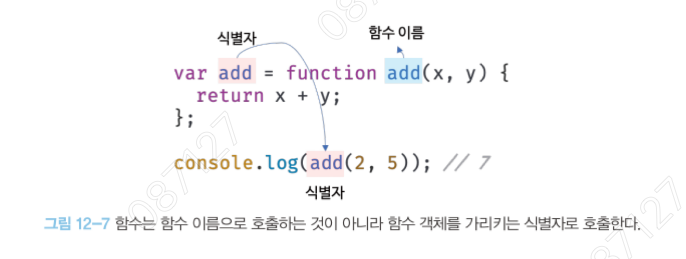 식별자 함수 이름
var add = function add(x, y) {
  return x + y;
};
console.log(add(2, 5)); // 7
식별자
그림 12-7 함수는 함수 이름으로 호출하는 것이 아니라 함수 객체를 가리키는 식별자로 호출한다.
087127
087127